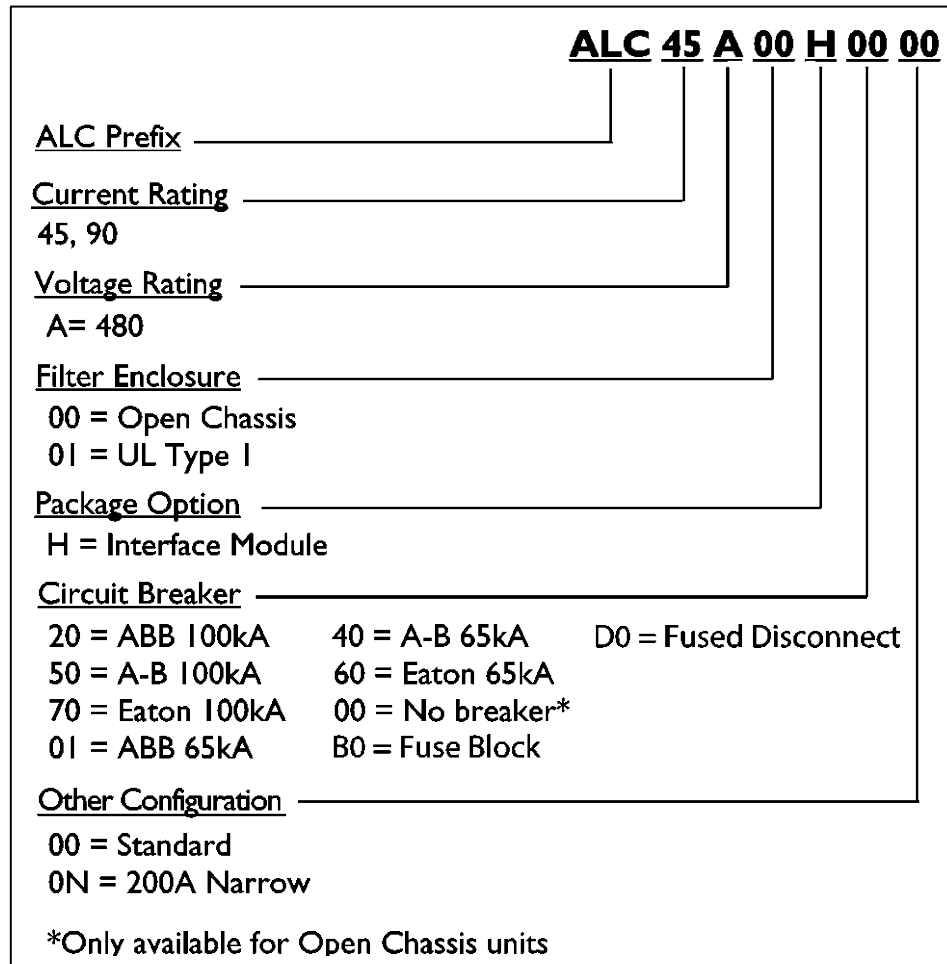 ALC 45 A 00 H 00 00
ALC Prefix
Current Rating
45, 90
Voltage Rating
A= 480
Filter Enclosure
00 = Open Chassis
01 = UL Type 1
Package Option
H = Interface Module
Circuit Breaker
20 = ABB 100kA 40 = A-B 65kA D0 = Fused Disconnect
50 = A-B 100kA 60 = Eaton 65kA
70 = Eaton 100kA 00 = No breaker*
01 = ABB 65kA B0 = Fuse Block
Other Configuration
00 = Standard
0N = 200A Narrow
*Only available for Open Chassis units